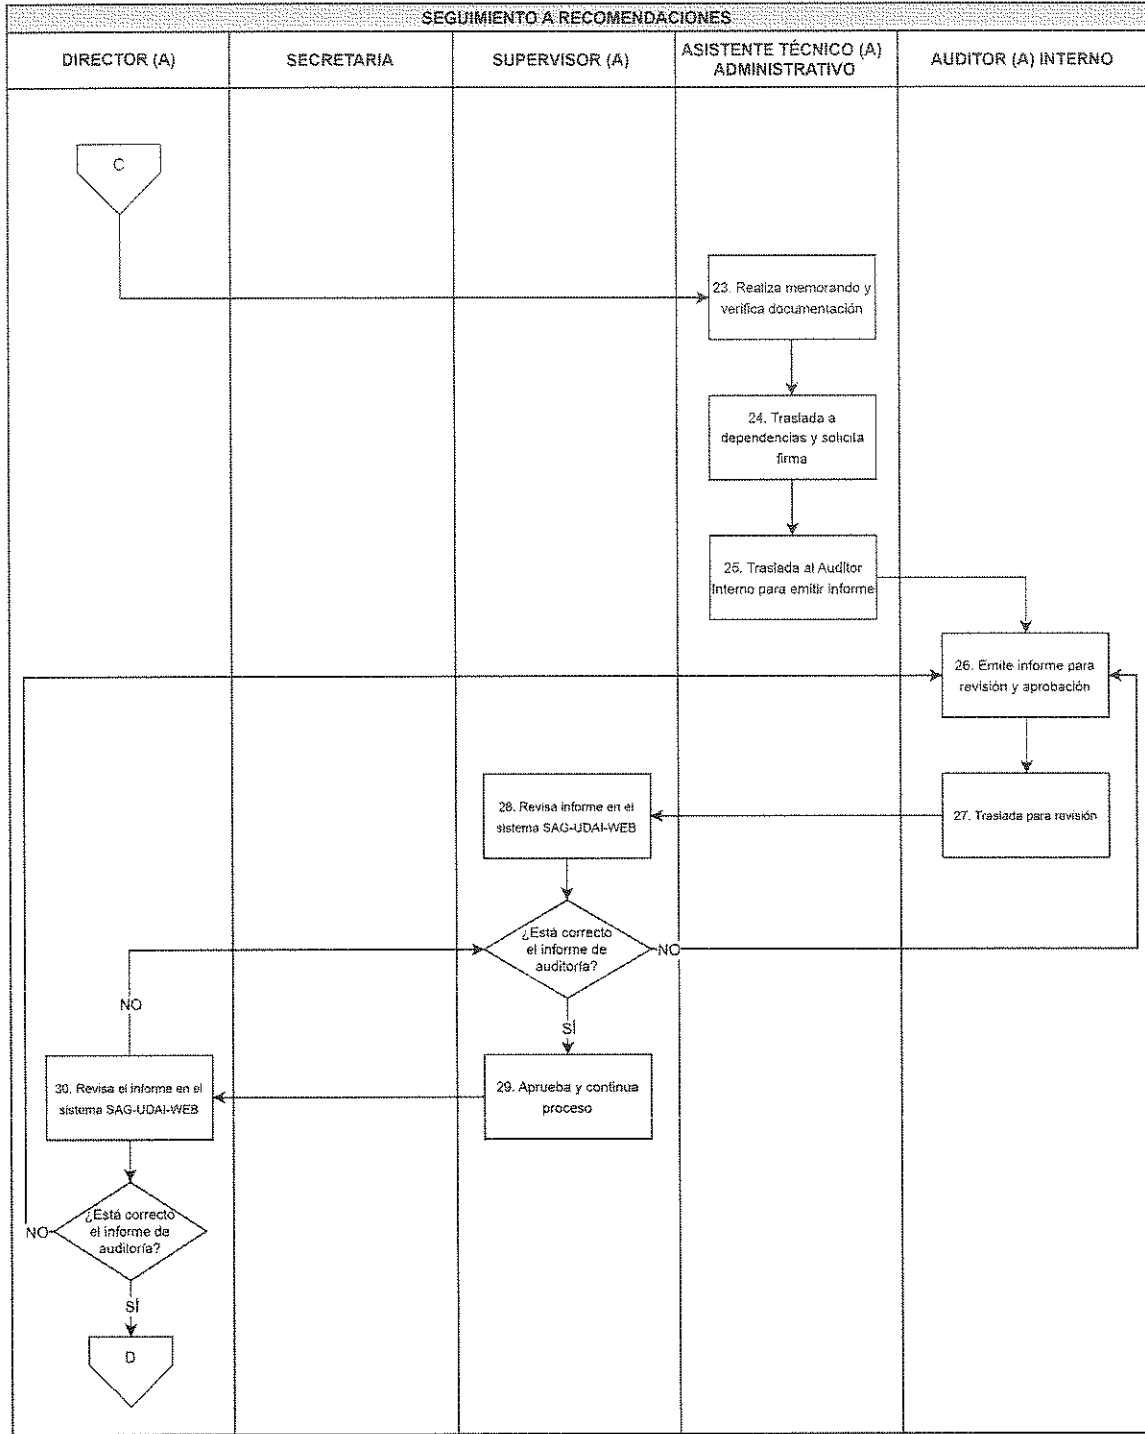 SEGUIMIENTO A RECOMENDACIONES
DIRECTOR (A)
SECRETARIA
SUPERVISOR (A)
ASISTENTE TÉCNICO (A)
ADMINISTRATIVO
AUDITOR (A) INTERNO
C
23. Realiza memorando y
verifica documentación
24. Traslada a
dependencias y solicita
firma
25. Traslada al Auditor
Interno para emitir informe
26. Emite informe para
revisión y aprobación
27. Traslada para revisión
28. Revisa informe en el
sistema SAG-UDAI-WEB
¿Está correcto
el informe de
auditoría?
NO
SÍ
29. Aprueba y continua
proceso
NO
30. Revisa el informe en el
sistema SAG-UDAI-WEB
¿Está correcto
el informe de
auditoría?
NO
SÍ
D